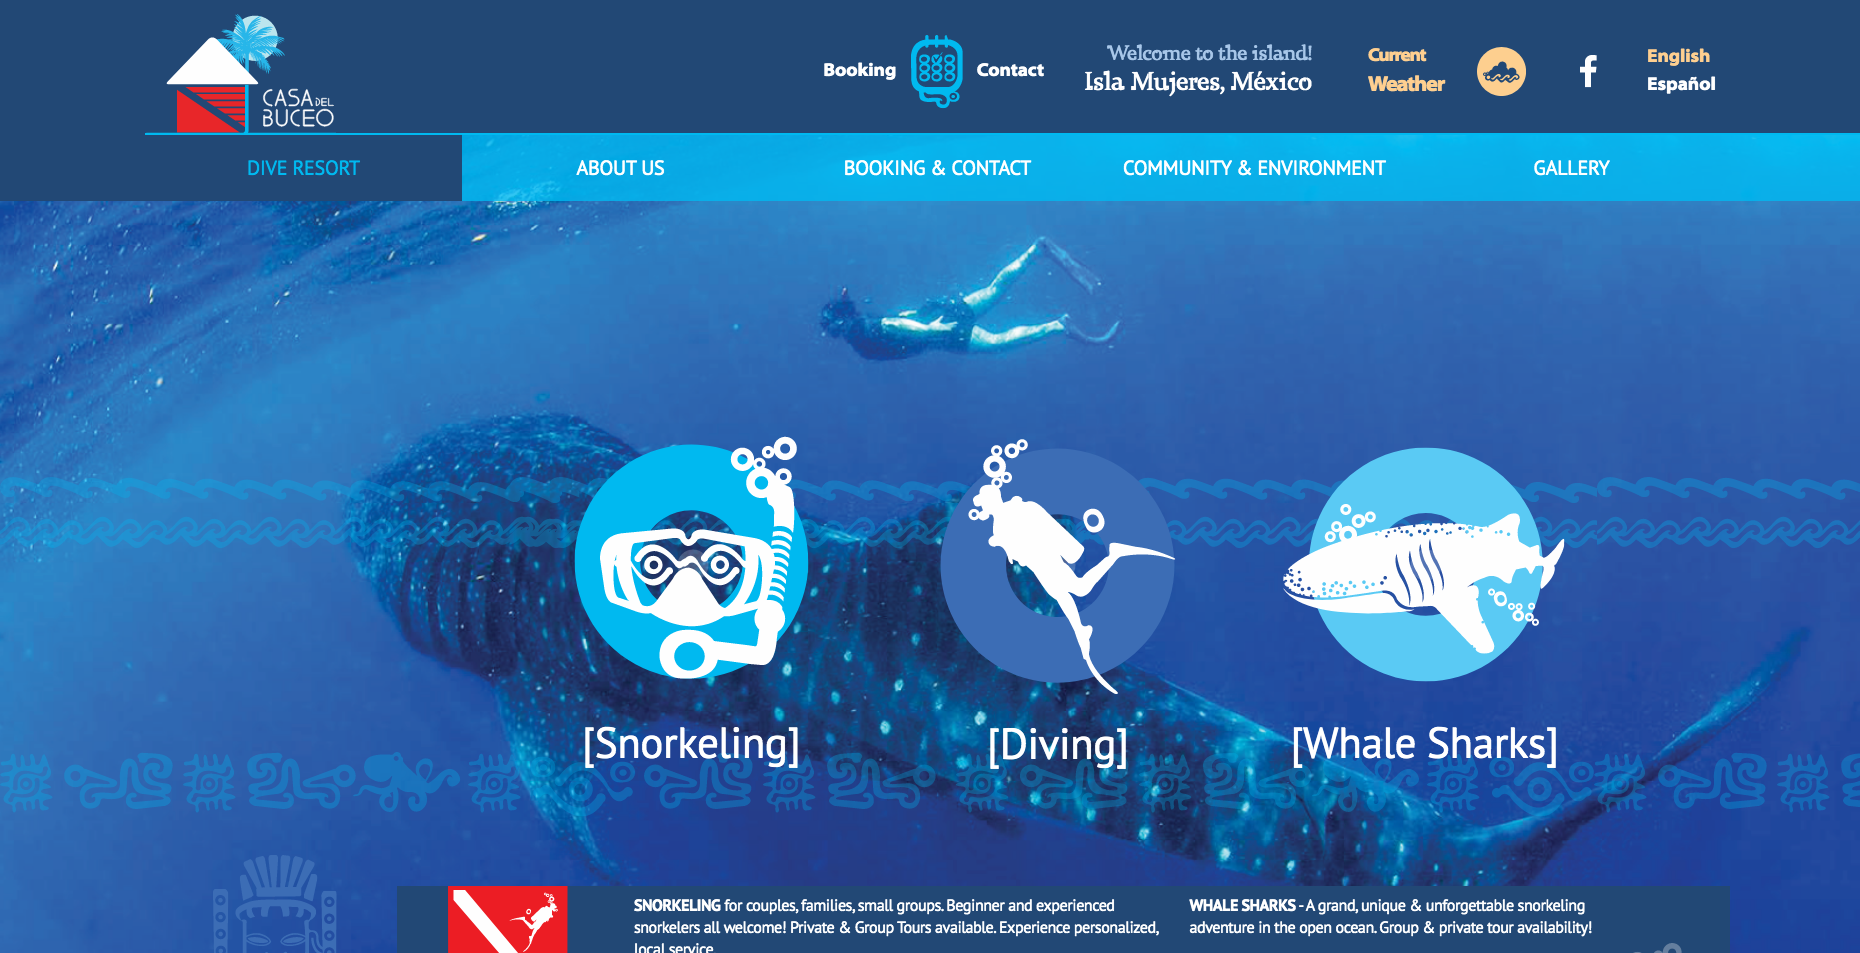 CASA DEL
BUCEO
Booking
Contact
Welcome to the island!
Isla Mujeres, México
Current
Weather
English
Español
DIVE RESORT
ABOUT US
BOOKING & CONTACT
COMMUNITY & ENVIRONMENT
GALLERY
[Snorkeling]
[Diving]
[Whale Sharks]
SNORKELING for couples, families, small groups. Beginner and experienced
snorkelers all welcome! Private & Group Tours available. Experience personalized,
local service.
WHALE SHARKS - A grand, unique & unforgettable snorkeling
adventure in the open ocean. Group & private tour availability!